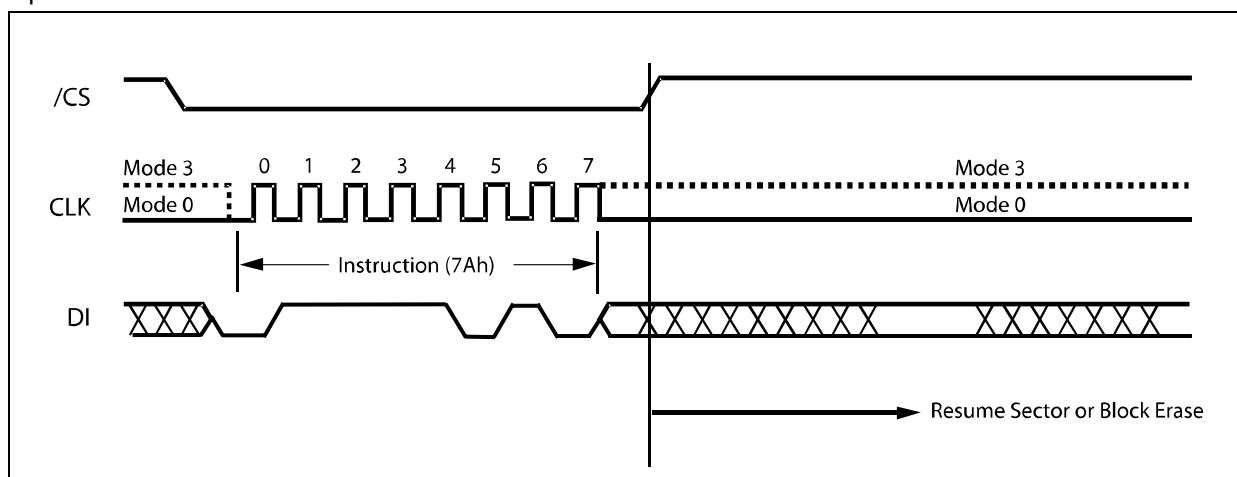 /CS
Mode 3
0 1 2 3 4 5 6 7
Mode 3
CLK
Mode 0
Mode 0
Instruction (7Ah)
DI
Resume Sector or Block Erase